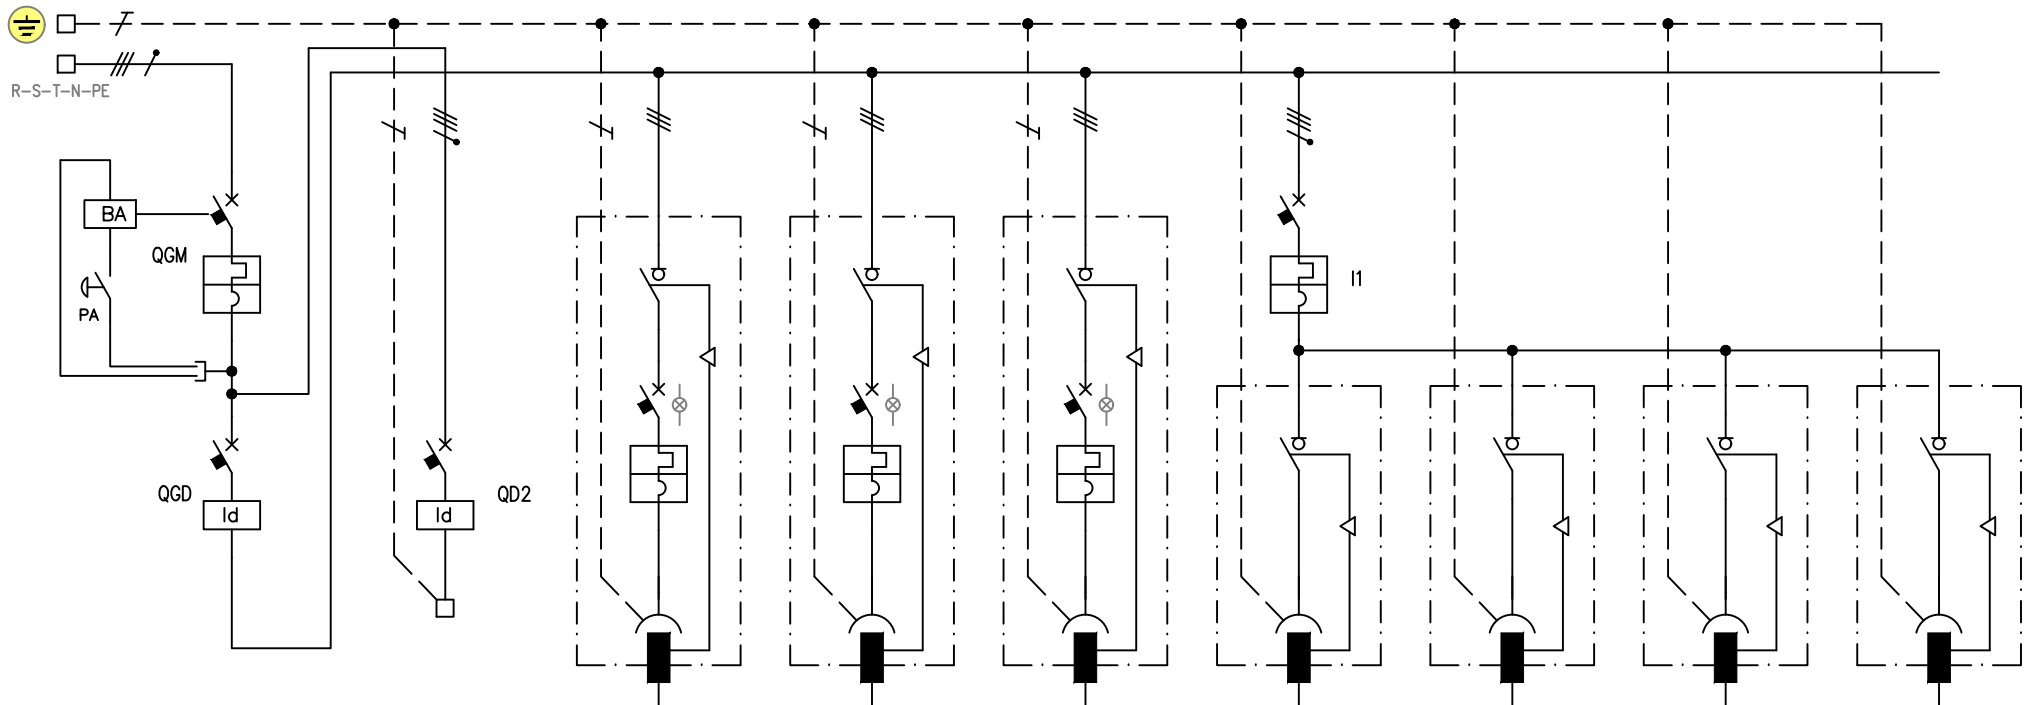 R-S-T-N-PE
BA
QGM
PA
I1
QGD
Id
Id
QD2